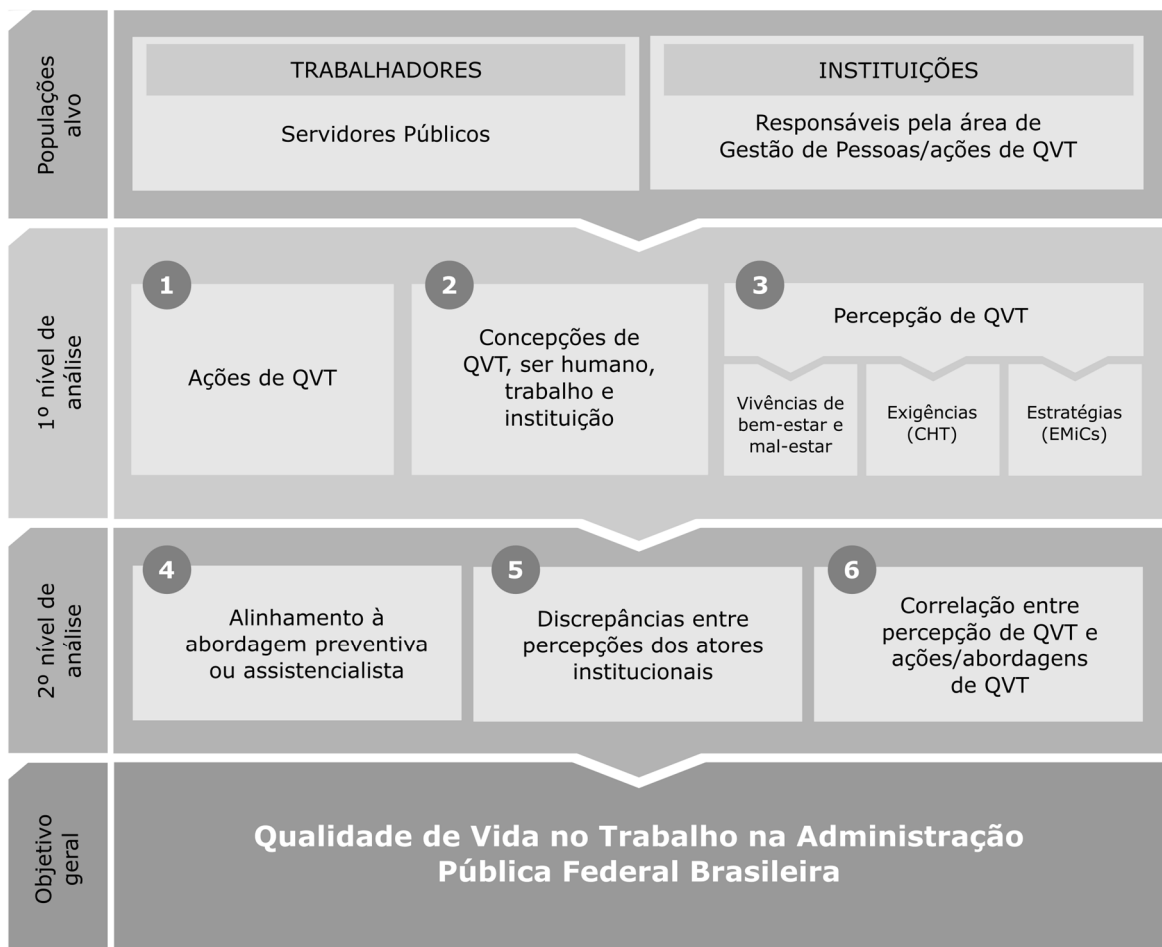 Populações
alvo
TRABALHADORES
Servidores Públicos
INSTITUIÇÕES
Responsáveis pela área de
Gestão de Pessoas/ações de QVT
1º nível de
análise
1
Ações de QVT
2
Concepções de
QVT, ser humano,
trabalho e
instituição
3
Percepção de QVT
Vivências de
bem-estar e
mal-estar
Exigências
(CHT)
Estratégias
(EMiCs)
2º nível de
análise
4
Alinhamento à
abordagem preventiva
ou assistencialista
5
Discrepâncias entre
percepções dos atores
institucionais
6
Correlação entre
percepção de QVT e
ações/abordagens
de QVT
Objetivo
geral
Qualidade de Vida no Trabalho na Administração
Pública Federal Brasileira